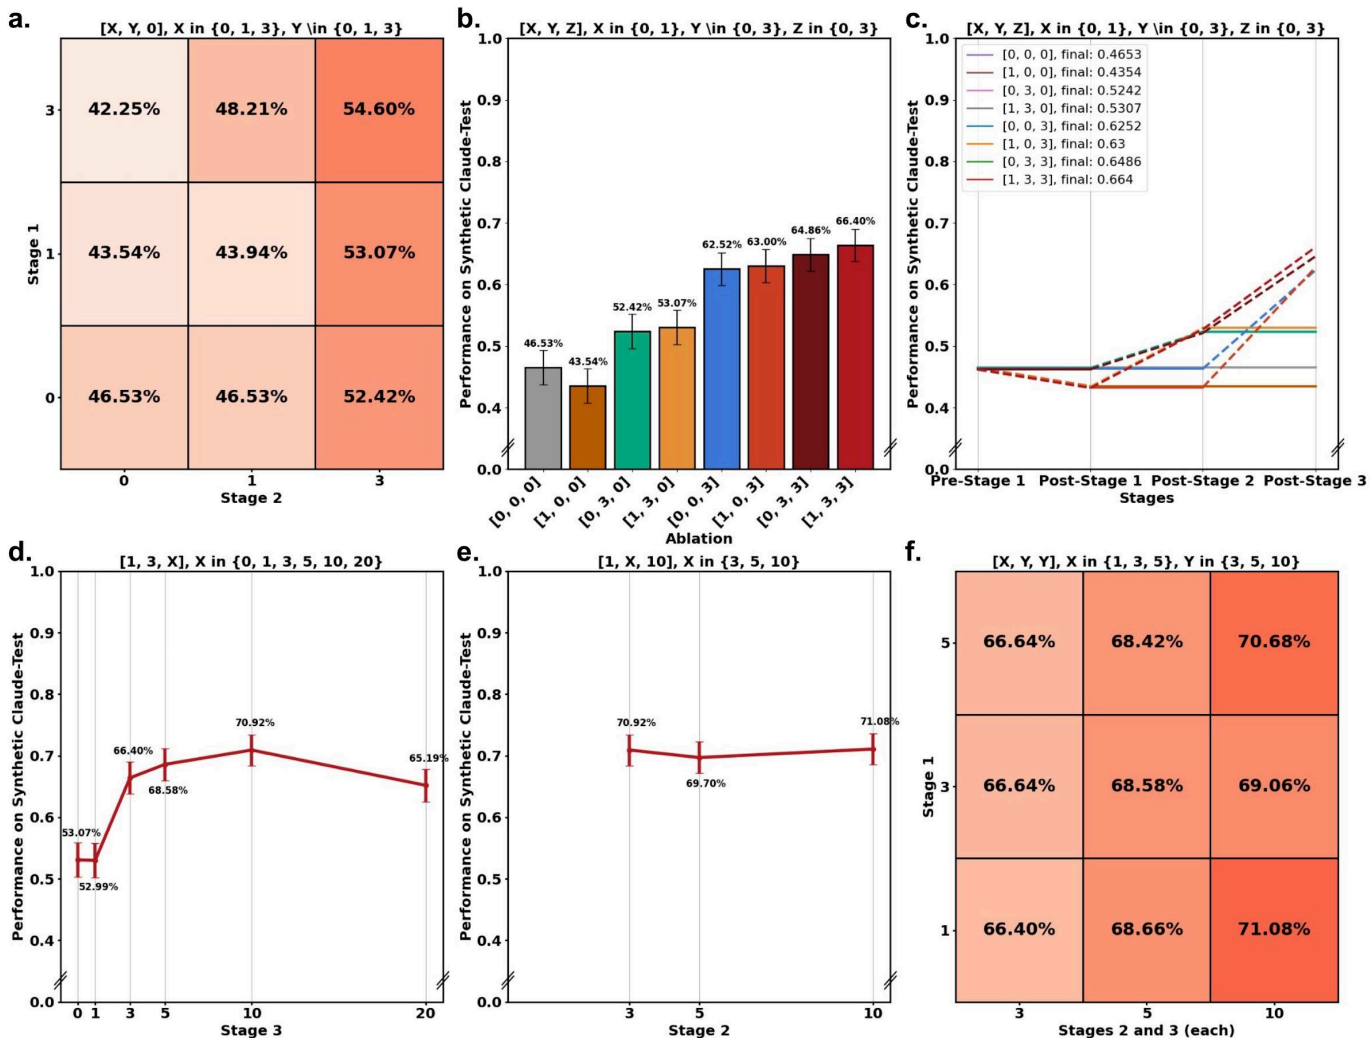 a.
[X, Y, 0], X in {0, 1, 3}, Y \in {0, 1, 3}
Stage 1
3
42.25%
48.21%
54.60%
1
43.54%
43.94%
53.07%
0
46.53%
46.53%
52.42%
0
1
3
Stage 2
b.
[X, Y, Z], X in {0, 1}, Y \in {0, 3}, Z in {0, 3}
Performance on Synthetic Claude-Test
1.0
0.9
0.8
0.7
0.6
0.5
0.4
0.0
46.53%
43.54%
52.42%
53.07%
62.52%
63.00%
64.86%
66.40%
[0, 0, 0]
[1, 0, 0]
[0, 3, 0]
[1, 3, 0]
[0, 0, 3]
[1, 0, 3]
[0, 3, 3]
[1, 3, 3]
Ablation
c.
[X, Y, Z], X in {0, 1}, Y \in {0, 3}, Z in {0, 3}
Performance on Synthetic Claude-Test
1.0
0.9
0.8
0.7
0.6
0.5
0.4
0.0
[0, 0, 0], final: 0.4653
[1, 0, 0], final: 0.4354
[0, 3, 0], final: 0.5242
[1, 3, 0], final: 0.5307
[0, 0, 3], final: 0.6252
[1, 0, 3], final: 0.63
[0, 3, 3], final: 0.6486
[1, 3, 3], final: 0.664
Pre-Stage 1
Post-Stage 1
Post-Stage 2
Post-Stage 3
Stages
d.
[1, 3, X], X in {0, 1, 3, 5, 10, 20}
Performance on Synthetic Claude-Test
1.0
0.9
0.8
0.7
0.6
0.5
0.4
0.0
53.07%
52.99%
66.40%
68.58%
70.92%
65.19%
0
1
3
5
10
20
Stage 3
e.
[1, X, 10], X in {3, 5, 10}
Performance on Synthetic Claude-Test
1.0
0.9
0.8
0.7
0.6
0.5
0.4
0.0
70.92%
69.70%
71.08%
3
5
10
Stage 2
f.
[X, Y, Y], X in {1, 3, 5}, Y in {3, 5, 10}
Stage 1
5
66.64%
68.42%
70.68%
3
66.64%
68.58%
69.06%
1
66.40%
68.66%
71.08%
3
5
10
Stages 2 and 3 (each)